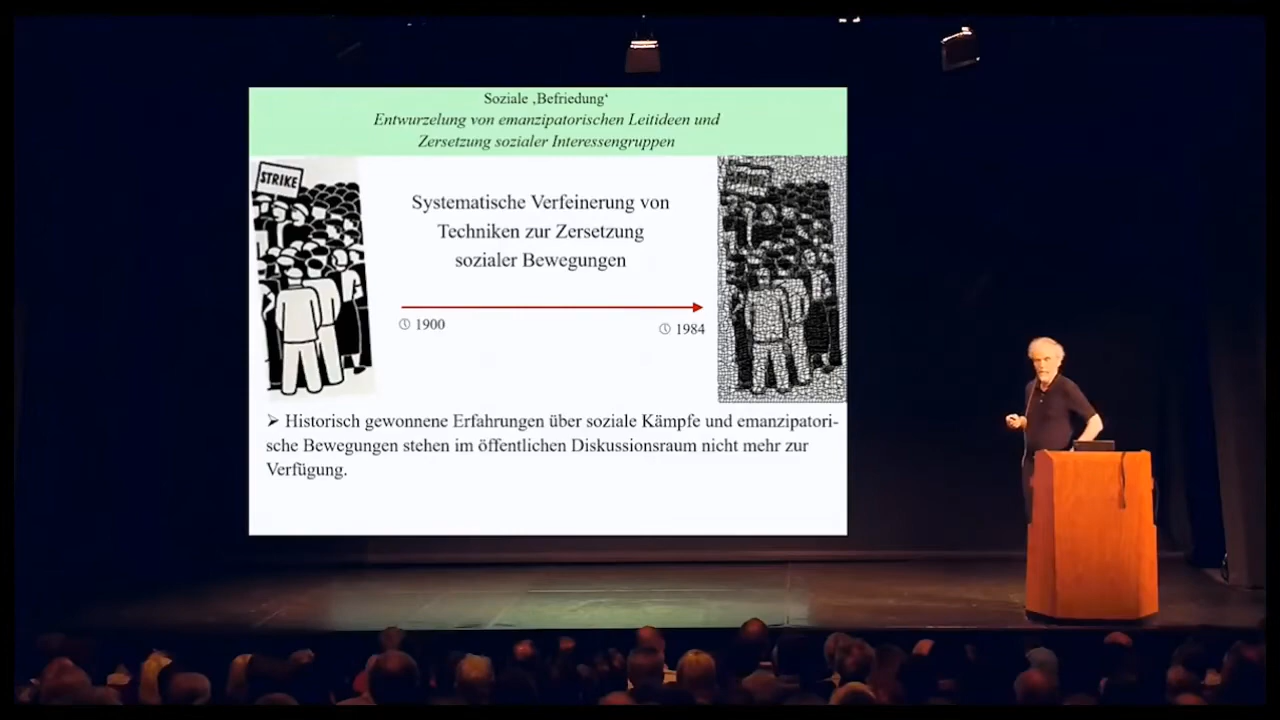 Soziale ‚Befriedung‘
Entwurzelung von emanzipatorischen Leitideen und
Zersetzung sozialer Interessengruppen
STRIKE
Systematische Verfeinerung von
Techniken zur Zersetzung
sozialer Bewegungen
1900
1984
➢ Historisch gewonnene Erfahrungen über soziale Kämpfe und emanzipatori-
sche Bewegungen stehen im öffentlichen Diskussionsraum nicht mehr zur
Verfügung.